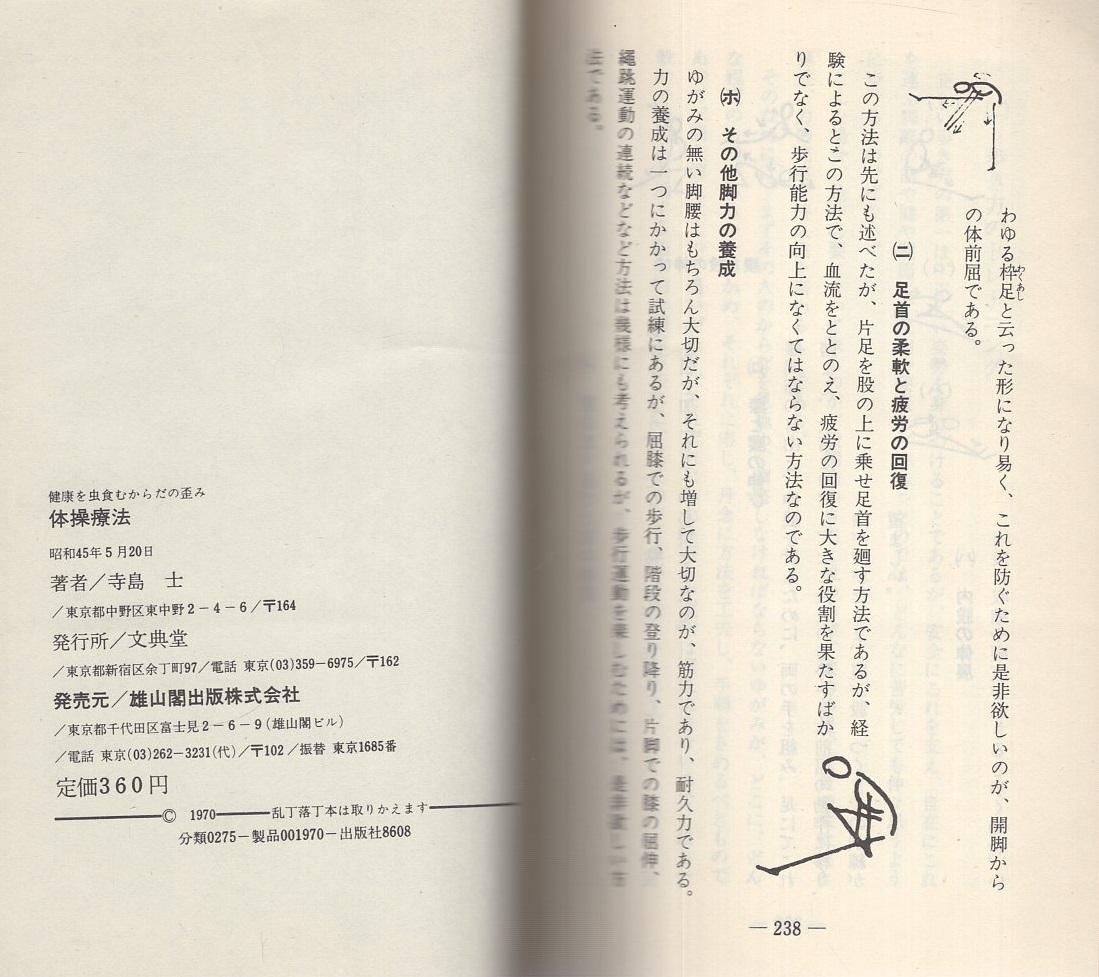 わゆる枠足と云った形になり易く、これを防ぐために是非欲しいのが、開脚から
わくあし
の体前屈である。
㈡　足首の柔軟と疲労の回復
この方法は先にも述べたが、片足を股の上に乗せ足首を廻す方法であるが、経
験によるとこの方法で、血流をととのえ、疲労の回復に大きな役割を果たすばか
りでなく、歩行能力の向上になくてはならない方法なのである。
㋭　その他脚力の養成
ゆがみの無い脚腰はもちろん大切だが、それにも増して大切なのが、筋力であり、耐久力である。
力の養成は一つにかかって試練にあるが、屈膝での歩行、階段の登り降り、片脚での膝の屈伸、
縄跳運動の連続などなど方法は幾様にも考えられるが、歩行運動を楽しむためには、是非欲しい
法である。
— 238 —
健康を虫食むからだの歪み
体操療法
昭和45年5月20日
著者／寺島　士
／東京都中野区東中野2－4－6／〒164
発行所／文典堂
／東京都新宿区余丁町97／電話 東京(03)359－6975／〒162
発売元／雄山閣出版株式会社
／東京都千代田区富士見2－6－9(雄山閣ビル)
／電話 東京(03)262－3231(代)／〒102／振替 東京1685番
定価360円
© 1970 乱丁落丁本は取りかえます
分類0275－製品001970－出版社8608